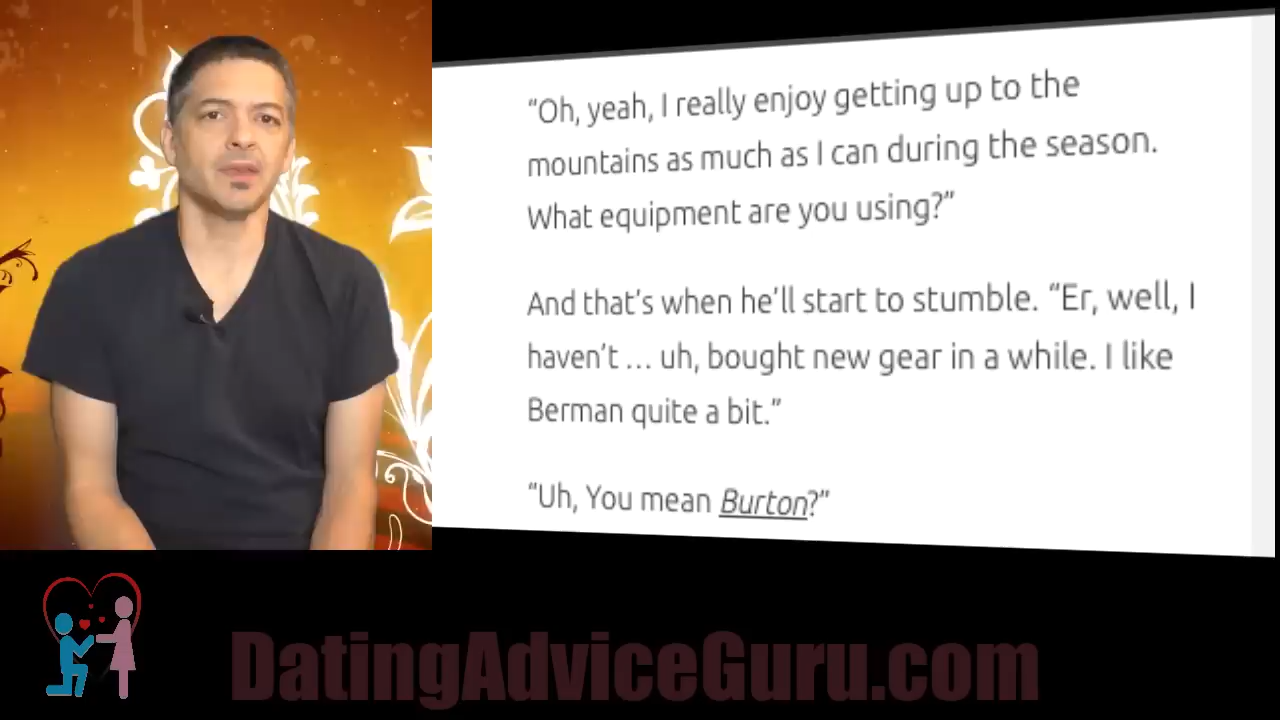 “Oh, yeah, I really enjoy getting up to the
mountains as much as I can during the season.
What equipment are you using?”
And that’s when he’ll start to stumble. “Er, well, I
haven’t ... uh, bought new gear in a while. I like
Berman quite a bit.”
“Uh, You mean Burton?”
DatingAdviceGuru.com